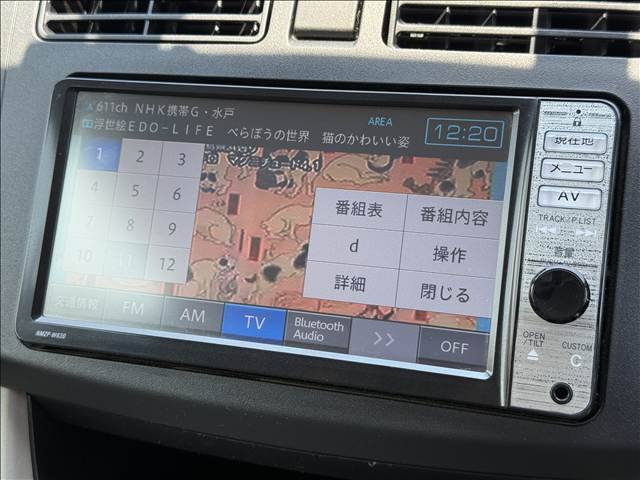 611ch NHK携帯G・水戸
浮世絵EDO-LIFE べらぼうの世界 猫のかわいい姿
AREA
12:20
1 2 3
4 5 6
7 8 9
10 11 12
番組表 番組内容
d 操作
詳細 閉じる
交通情報 FM AM TV Bluetooth Audio >> OFF
NMZP-W63D
現在地
メニュー
AV
TRACK/P.LIST
音量
OPEN
/TILT
CUSTOM
C